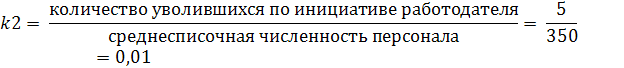 k2 = количество уволившихся по инициативе работодателя / среднесписочная численность персонала = 5 / 350
= 0,01